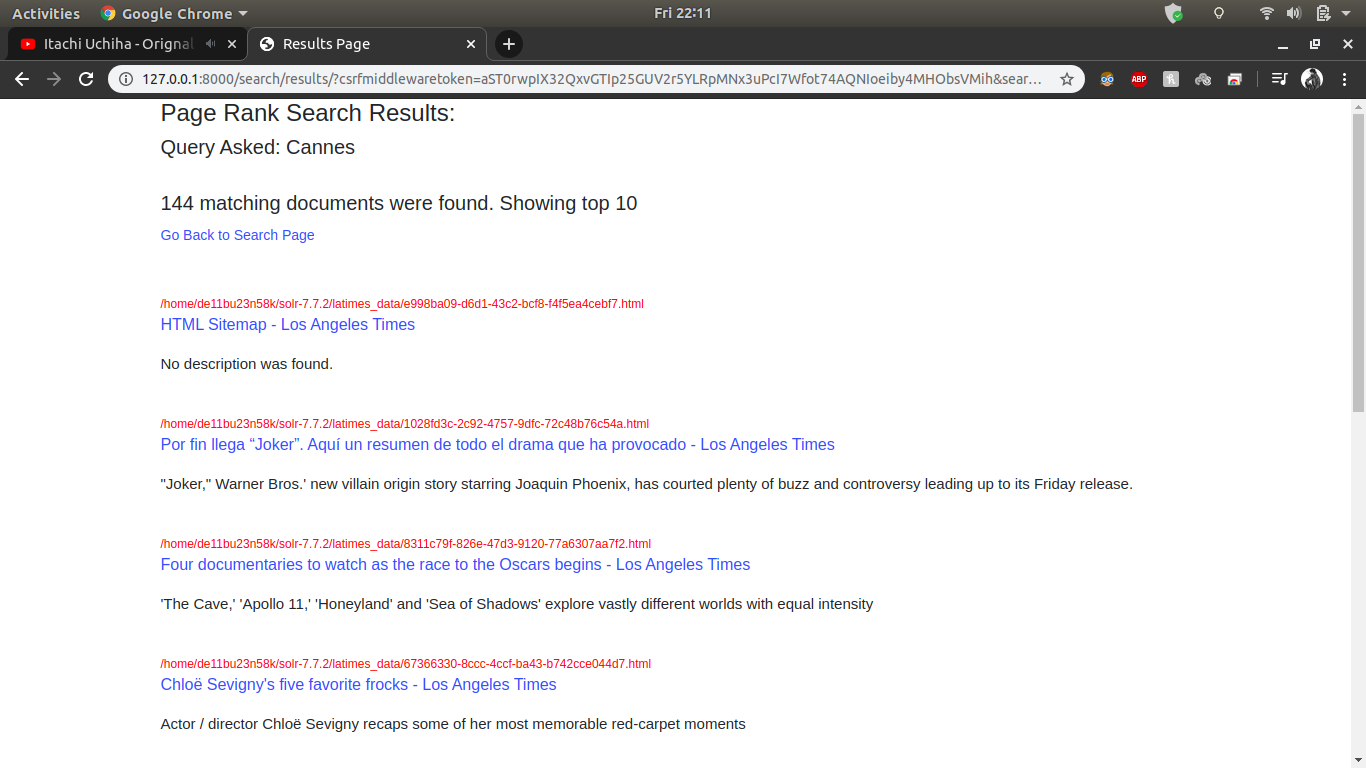 Activities
Google Chrome
Fri 22:11
Itachi Uchiha - Orignal
Results Page
127.0.0.1:8000/search/results/?csrfmiddlewaretoken=aST0rwpIX32QxvGTIp25GUV2r5YLRpMNx3uPcI7Wfot74AQNIoeiby4MHObsVMih&sear...
ABP
Page Rank Search Results:
Query Asked: Cannes
144 matching documents were found. Showing top 10
Go Back to Search Page
/home/de11bu23n58k/solr-7.7.2/latimes_data/e998ba09-d6d1-43c2-bcf8-f4f5ea4cebf7.html
HTML Sitemap - Los Angeles Times
No description was found.
/home/de11bu23n58k/solr-7.7.2/latimes_data/1028fd3c-2c92-4757-9dfc-72c48b76c54a.html
Por fin llega “Joker”. Aquí un resumen de todo el drama que ha provocado - Los Angeles Times
"Joker," Warner Bros.' new villain origin story starring Joaquin Phoenix, has courted plenty of buzz and controversy leading up to its Friday release.
/home/de11bu23n58k/solr-7.7.2/latimes_data/8311c79f-826e-47d3-9120-77a6307aa7f2.html
Four documentaries to watch as the race to the Oscars begins - Los Angeles Times
'The Cave,' 'Apollo 11,' 'Honeyland' and 'Sea of Shadows' explore vastly different worlds with equal intensity
/home/de11bu23n58k/solr-7.7.2/latimes_data/67366330-8ccc-4ccf-ba43-b742cce044d7.html
Chloë Sevigny's five favorite frocks - Los Angeles Times
Actor / director Chloë Sevigny recaps some of her most memorable red-carpet moments